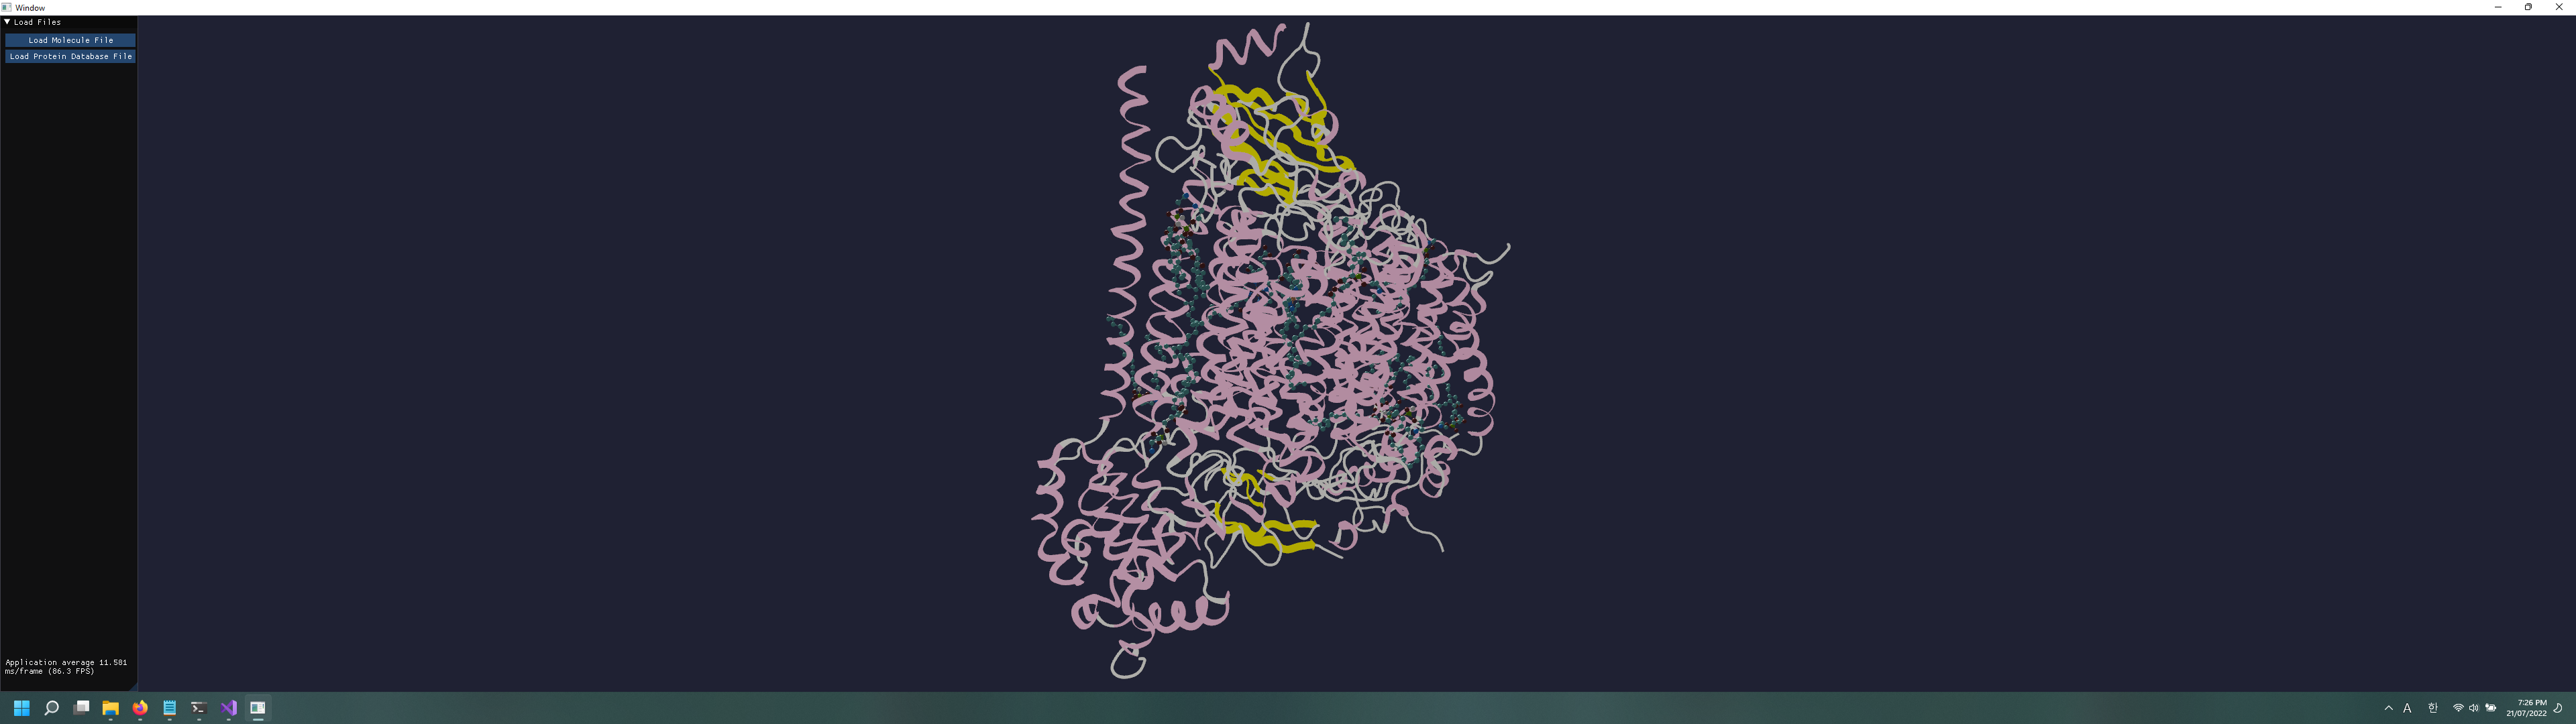 Window
Load Files
Load Molecule File
Load Protein Database File
Application average 11.581
ms/frame (86.3 FPS)
A 한
7:26 PM
21/07/2022